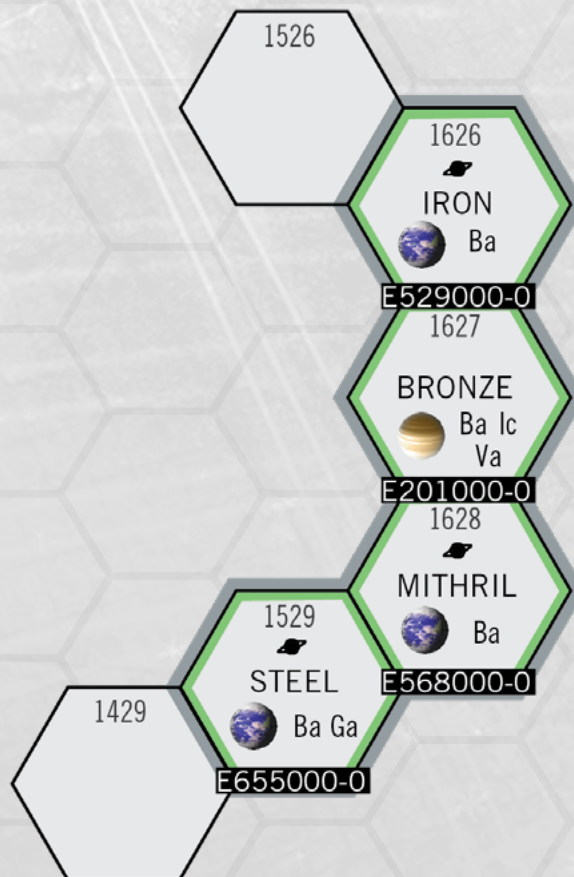 1526
1626
IRON
Ba
E529000-0
1627
BRONZE
Ba Ic
Va
E201000-0
1628
MITHRIL
Ba
E568000-0
1529
STEEL
Ba Ga
E655000-0
1429